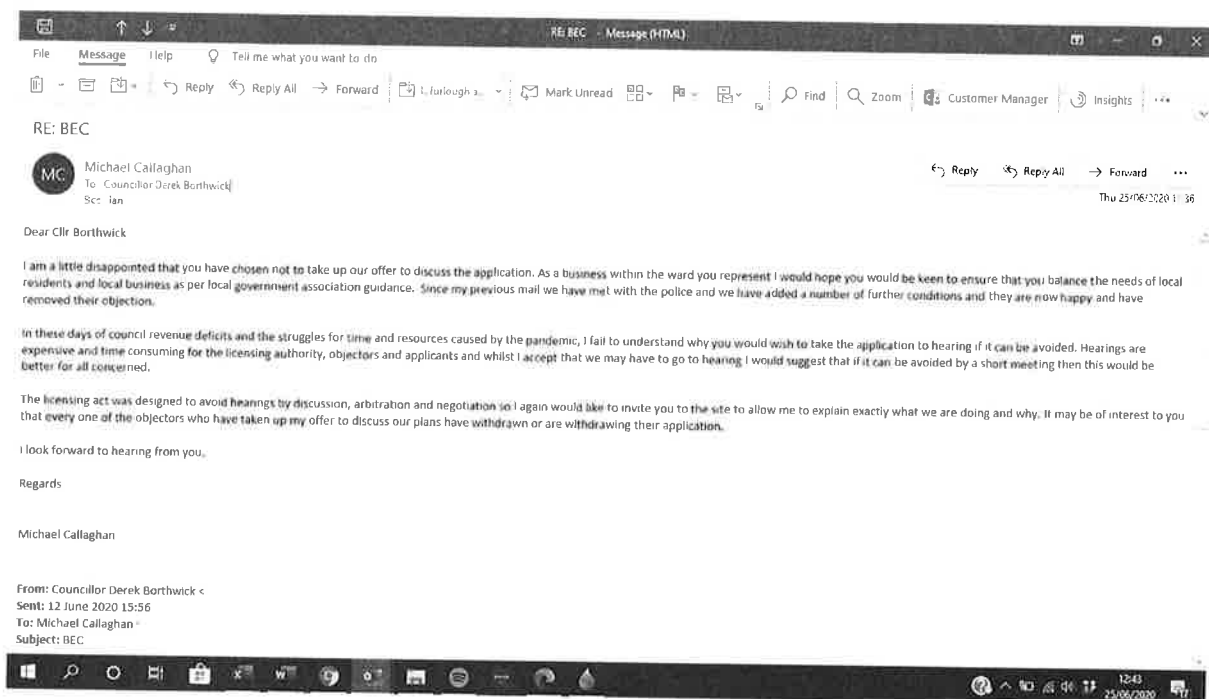 RE: BEC - Message (HTML)
File Message Help Tell me what you want to do
Reply Reply All Forward Mark Unread Find Zoom Customer Manager Insights
RE: BEC
MC
Michael Callaghan
To Councillor Derek Borthwick
Bcc Ian
Reply Reply All Forward
Thu 25/06/2020 36
Dear Cllr Borthwick
I am a little disappointed that you have chosen not to take up our offer to discuss the application. As a business within the ward you represent I would hope you would be keen to ensure that you balance the needs of local
residents and local business as per local government association guidance. Since my previous mail we have met with the police and we have added a number of further conditions and they are now happy and have
removed their objection.
In these days of council revenue deficits and the struggles for time and resources caused by the pandemic, I fail to understand why you would wish to take the application to hearing if it can be avoided. Hearings are
expensive and time consuming for the licensing authority, objectors and applicants and whilst I accept that we may have to go to hearing I would suggest that if it can be avoided by a short meeting then this would be
better for all concerned.
The licensing act was designed to avoid hearings by discussion, arbitration and negotiation so I again would like to invite you to the site to allow me to explain exactly what we are doing and why. It may be of interest to you
that every one of the objectors who have taken up my offer to discuss our plans have withdrawn or are withdrawing their application.
I look forward to hearing from you.
Regards
Michael Callaghan
From: Councillor Derek Borthwick <
Sent: 12 June 2020 15:56
To: Michael Callaghan
Subject: BEC
12:43
25/06/2020